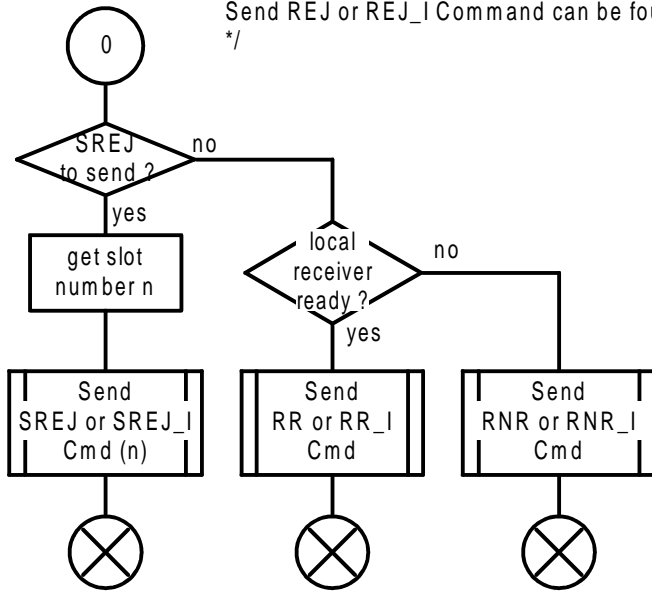 Send REJ or REJ_I Command can be
*/
0
SREJ
to send ?
no
yes
get slot
number n
local
receiver
ready ?
no
yes
Send
SREJ or SREJ_I
Cmd (n)
Send
RR or RR_I
Cmd
Send
RNR or RNR_I
Cmd